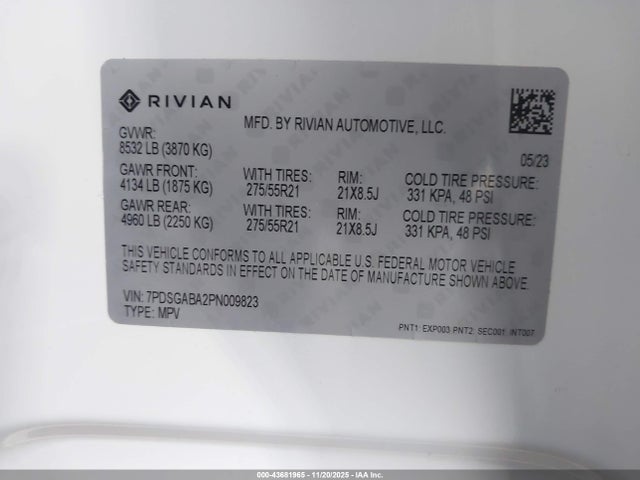 RIVIAN
MFD. BY RIVIAN AUTOMOTIVE, LLC.
GVWR:
8532 LB (3870 KG)
05/23
GAWR FRONT: WITH TIRES: RIM: COLD TIRE PRESSURE:
4134 LB (1875 KG) 275/55R21 21X8.5J 331 KPA, 48 PSI
GAWR REAR: WITH TIRES: RIM: COLD TIRE PRESSURE:
4960 LB (2250 KG) 275/55R21 21X8.5J 331 KPA, 48 PSI
THIS VEHICLE CONFORMS TO ALL APPLICABLE U.S. FEDERAL MOTOR VEHICLE
SAFETY STANDARDS IN EFFECT ON THE DATE OF MANUFACTURE SHOWN ABOVE.
VIN: 7PDSGABA2PN009823
TYPE: MPV
PNT1: EXP003 PNT2: SEC001 INT007
000-43681965 - 11/20/2025 - IAAI Inc.